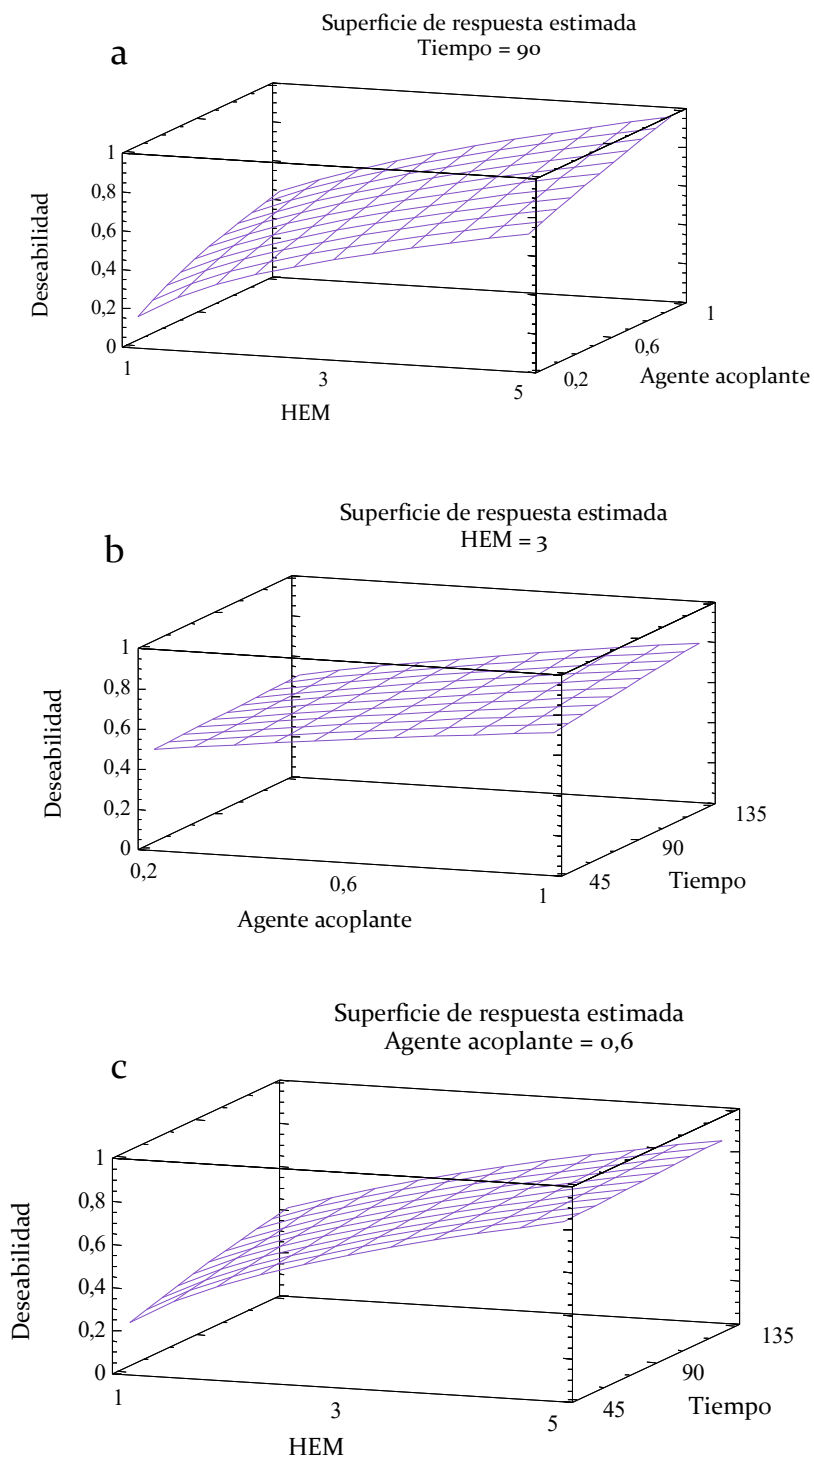 a
Superficie de respuesta estimada
Tiempo = 90
Deseabilidad
1
0,8
0,6
0,4
0,2
0
1
3
5
HEM
0,2
0,6
1
Agente acoplante
b
Superficie de respuesta estimada
HEM = 3
Deseabilidad
1
0,8
0,6
0,4
0,2
0
0,2
0,6
1
Agente acoplante
45
90
135
Tiempo
c
Superficie de respuesta estimada
Agente acoplante = 0,6
Deseabilidad
1
0,8
0,6
0,4
0,2
0
1
3
5
HEM
45
90
135
Tiempo